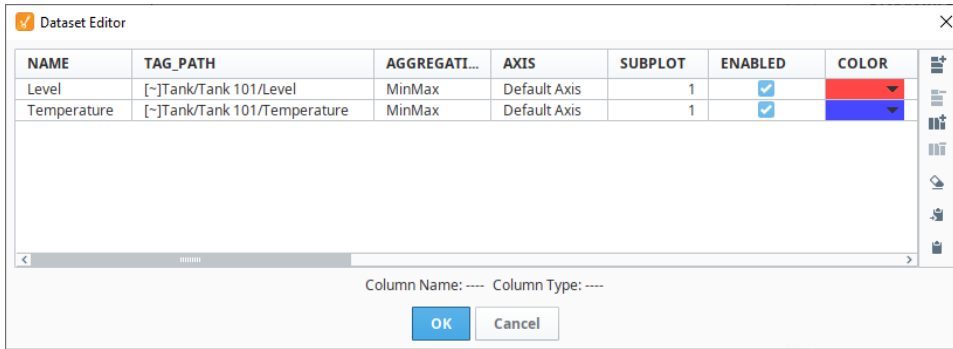 Dataset Editor
NAME TAG_PATH AGGREGATI... AXIS SUBPLOT ENABLED COLOR
Level [~]Tank/Tank 101/Level MinMax Default Axis 1
Temperature [~]Tank/Tank 101/Temperature MinMax Default Axis 1
Column Name: ---- Column Type: ----
OK Cancel